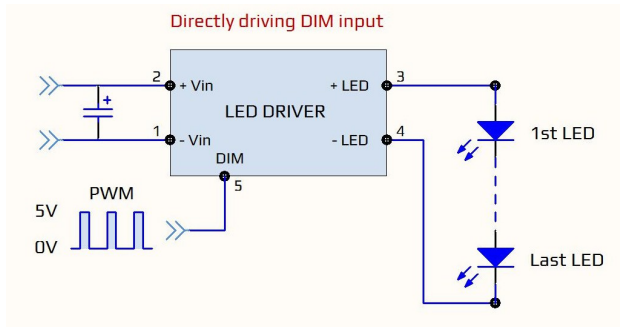 Directly driving DIM input
2 + Vin + LED 3
+
LED DRIVER
1st LED
1 - Vin - LED 4
DIM
5
PWM
5V
0V
Last LED